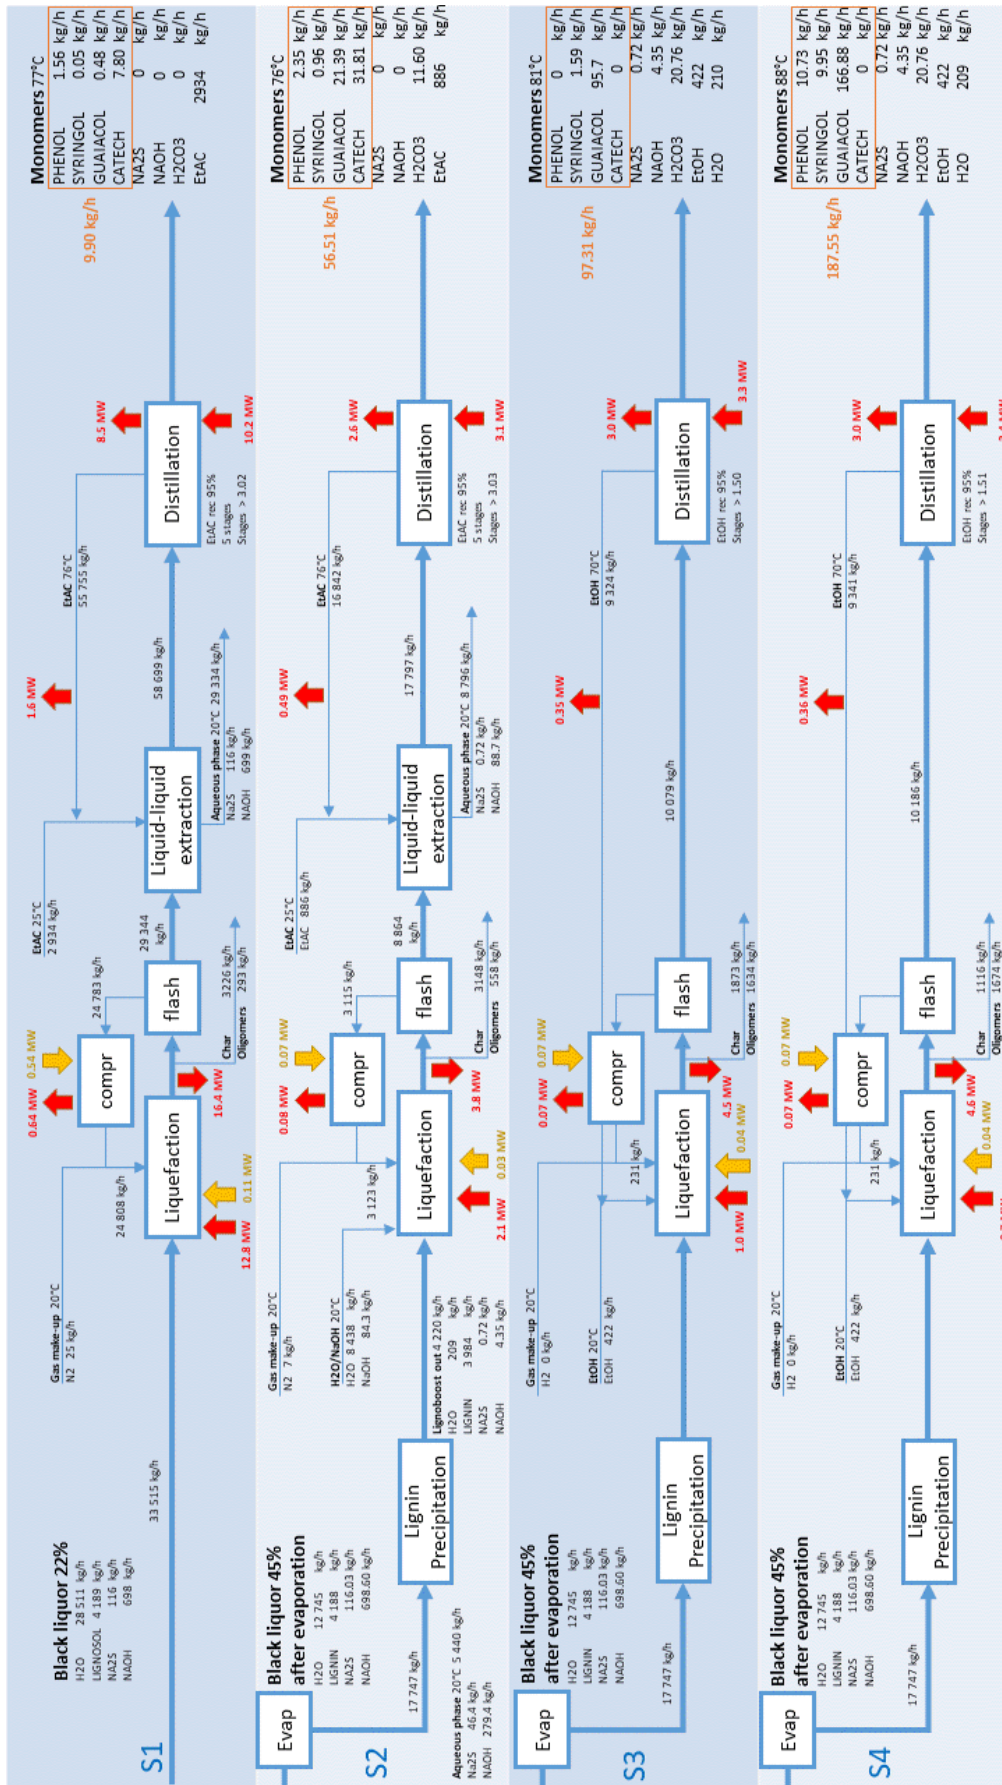 S1
Black liquor 22%
H2O 28 511 kg/h
LIGNOSOL 4 189 kg/h
NA2S 116 kg/h
NAOH 698 kg/h
33 515 kg/h
Gas make-up 20°C
N2 25 kg/h
24 808 kg/h
Liquefaction
12.8 MW
0.11 MW
0.64 MW
0.54 MW
compr
16.4 MW
24 783 kg/h
flash
Char 3226 kg/h
Oligomers 293 kg/h
29 344
kg/h
EtAC 25°C
2 934 kg/h
Liquid-liquid
extraction
Aqueous phase 20°C 29 334 kg/h
Na2S 116 kg/h
NAOH 699 kg/h
1.6 MW
58 699 kg/h
EtAC 76°C
55 755 kg/h
Distillation
EtAC rec 95%
5 stages
Stages > 3.02
8.5 MW
10.2 MW
9.90 kg/h
Monomers 77°C
PHENOL 1.56 kg/h
SYRINGOL 0.05 kg/h
GUAIACOL 0.48 kg/h
CATECH 7.80 kg/h
NA2S 0 kg/h
NAOH 0 kg/h
H2CO3 0 kg/h
EtAC 2934 kg/h
S2
Evap
Black liquor 45%
after evaporation
H2O 12 745 kg/h
LIGNIN 4 188 kg/h
NA2S 116.03 kg/h
NAOH 698.60 kg/h
17 747 kg/h
Aqueous phase 20°C 5 440 kg/h
Na2S 46.4 kg/h
NAOH 279.4 kg/h
Lignin
Precipitation
Lignoboost out 4 220 kg/h
H2O 209 kg/h
LIGNIN 3 984 kg/h
NA2S 0.72 kg/h
NAOH 4.35 kg/h
Gas make-up 20°C
N2 7 kg/h
H2O/NaOH 20°C
H2O 8 438 kg/h
NaOH 84.3 kg/h
3 123 kg/h
Liquefaction
2.1 MW
0.03 MW
0.08 MW
0.07 MW
compr
3.8 MW
3 115 kg/h
flash
Char 3148 kg/h
Oligomers 558 kg/h
8 864
kg/h
EtAC 25°C
EtAC 886 kg/h
Liquid-liquid
extraction
Aqueous phase 20°C 8 796 kg/h
Na2S 0.72 kg/h
NAOH 88.7 kg/h
0.49 MW
17 797 kg/h
EtAC 76°C
16 842 kg/h
Distillation
EtAC rec 95%
5 stages
Stages > 3.03
2.6 MW
3.1 MW
56.51 kg/h
Monomers 76°C
PHENOL 2.35 kg/h
SYRINGOL 0.96 kg/h
GUAIACOL 21.39 kg/h
CATECH 31.81 kg/h
NA2S 0 kg/h
NAOH 0 kg/h
H2CO3 11.60 kg/h
EtAC 886 kg/h
S3
Evap
Black liquor 45%
after evaporation
H2O 12 745 kg/h
LIGNIN 4 188 kg/h
NA2S 116.03 kg/h
NAOH 698.60 kg/h
17 747 kg/h
Lignin
Precipitation
Gas make-up 20°C
H2 0 kg/h
EtOH 20°C
EtOH 422 kg/h
231 kg/h
Liquefaction
1.0 MW
0.04 MW
0.07 MW
0.07 MW
compr
4.5 MW
flash
Char 1873 kg/h
Oligomers 1634 kg/h
0.35 MW
10 079 kg/h
EtOH 70°C
9 324 kg/h
Distillation
EtOH rec 95%
Stages > 1.50
3.0 MW
3.3 MW
97.31 kg/h
Monomers 81°C
PHENOL 0 kg/h
SYRINGOL 1.59 kg/h
GUAIACOL 95.7 kg/h
CATECH 0 kg/h
NA2S 0.72 kg/h
NAOH 4.35 kg/h
H2CO3 20.76 kg/h
EtOH 422 kg/h
H2O 210 kg/h
S4
Evap
Black liquor 45%
after evaporation
H2O 12 745 kg/h
LIGNIN 4 188 kg/h
NA2S 116.03 kg/h
NAOH 698.60 kg/h
17 747 kg/h
Lignin
Precipitation
Gas make-up 20°C
H2 0 kg/h
EtOH 20°C
EtOH 422 kg/h
231 kg/h
Liquefaction
0.04 MW
0.07 MW
0.07 MW
compr
4.6 MW
flash
Char 1116 kg/h
Oligomers 1674 kg/h
0.36 MW
10 186 kg/h
EtOH 70°C
9 341 kg/h
Distillation
EtOH rec 95%
Stages > 1.51
3.0 MW
187.55 kg/h
Monomers 88°C
PHENOL 10.73 kg/h
SYRINGOL 9.95 kg/h
GUAIACOL 166.88 kg/h
CATECH 0 kg/h
NA2S 0.72 kg/h
NAOH 4.35 kg/h
H2CO3 20.76 kg/h
EtOH 422 kg/h
H2O 209 kg/h